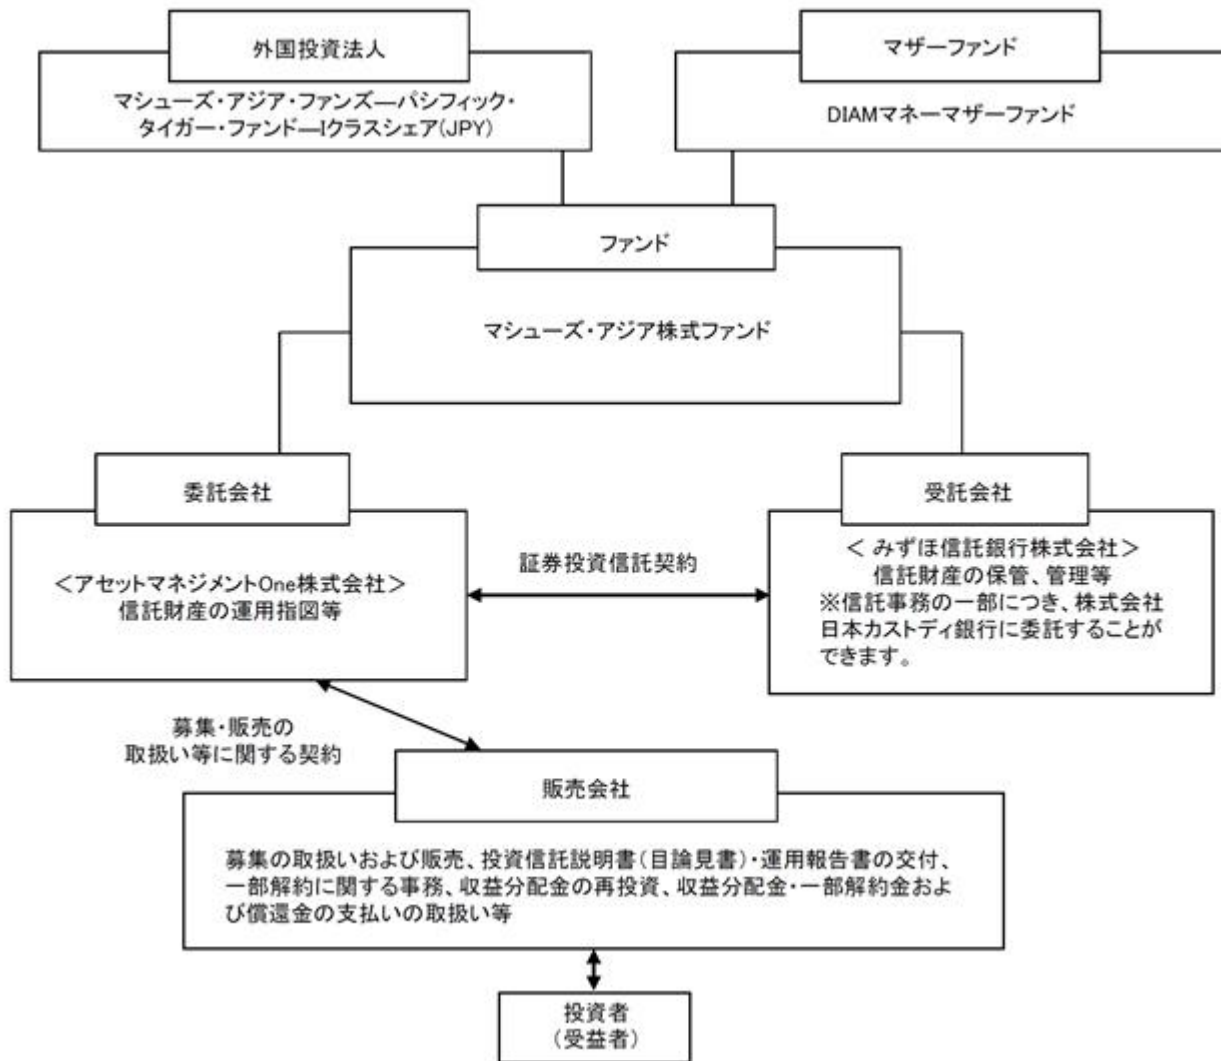 外国投資法人
マシューズ・アジア・ファンズ―パシフィック・
タイガー・ファンド―Iクラスシェア(JPY)
マザーファンド
DIAMマネーマザーファンド
ファンド
マシューズ・アジア株式ファンド
委託会社
＜アセットマネジメントOne株式会社＞
信託財産の運用指図等
証券投資信託契約
受託会社
＜ みずほ信託銀行株式会社＞
信託財産の保管、管理等
※信託事務の一部につき、株式会社
日本カストディ銀行に委託することが
できます。
募集・販売の
取扱い等に関する契約
販売会社
募集の取扱いおよび販売、投資信託説明書(目論見書)・運用報告書の交付、
一部解約に関する事務、収益分配金の再投資、収益分配金・一部解約金およ
び償還金の支払いの取扱い等
投資者
(受益者)